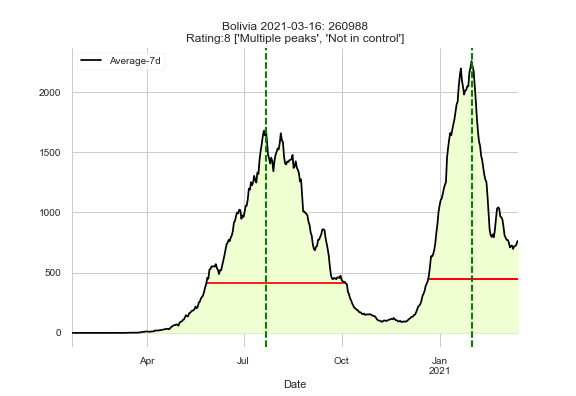 Bolivia 2021-03-16: 260988
Rating:8 ['Multiple peaks', 'Not in control']
Average-7d
2000
1500
1000
500
0
Apr
Jul
Oct
Jan
2021
Date